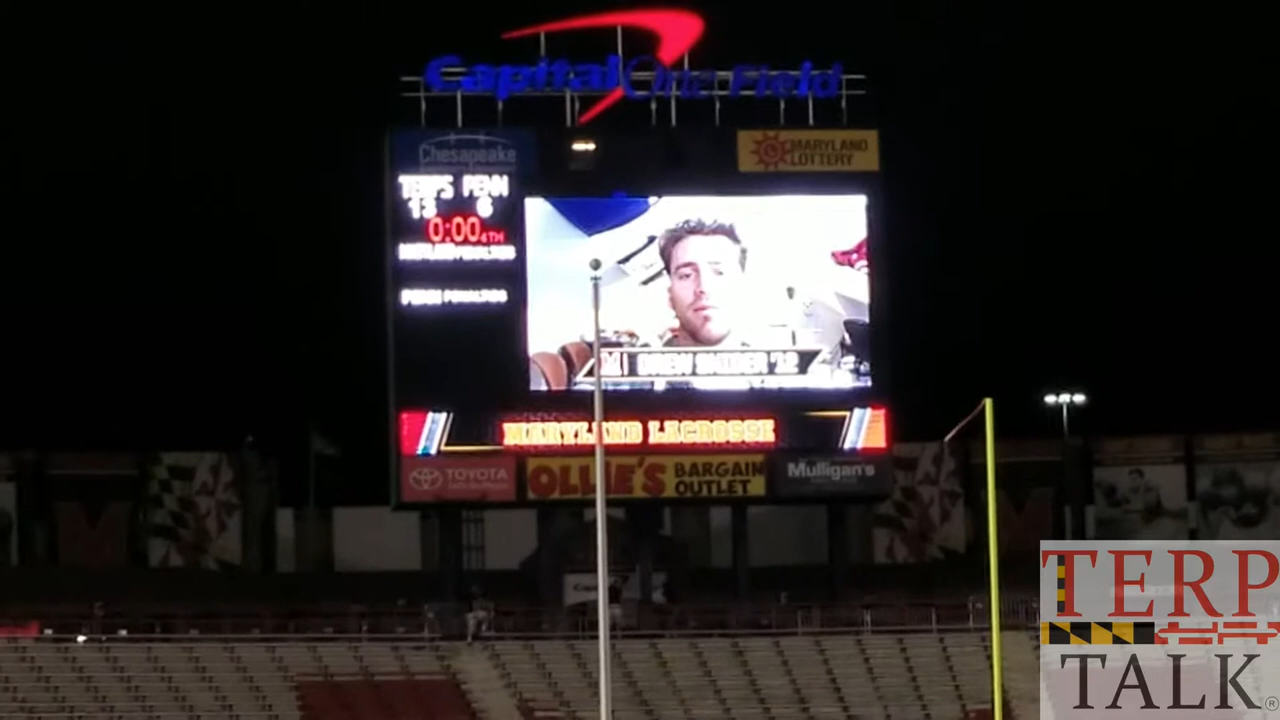 Capital One Field
Chesapeake
MARYLAND
LOTTERY
TERPS PENN
13 6
0:00 4TH
DREW SNIDER '12
MARYLAND LACROSSE
TOYOTA
OLLIE'S BARGAIN
OUTLET
Mulligan's
TERP
TALK®